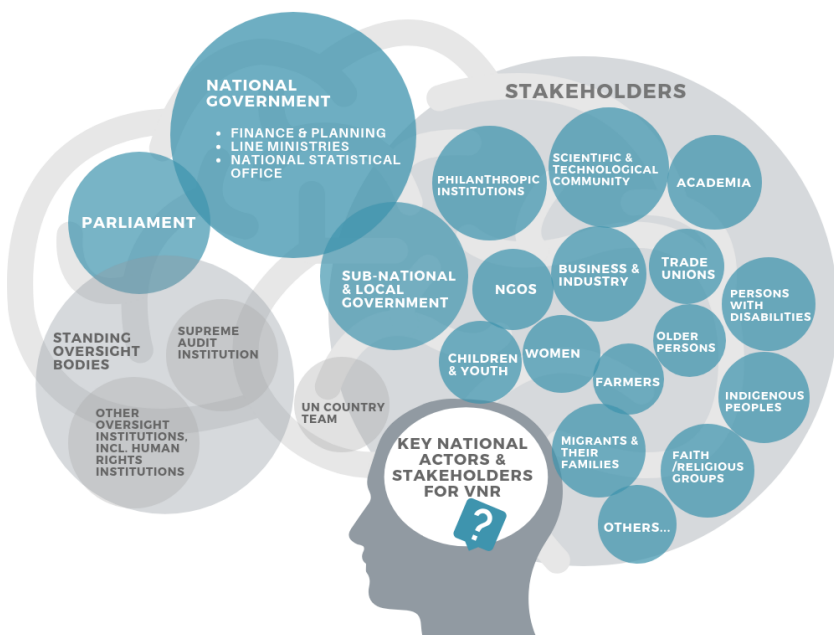 NATIONAL
GOVERNMENT
• FINANCE & PLANNING
• LINE MINISTRIES
• NATIONAL STATISTICAL
OFFICE
PARLIAMENT
SUB-NATIONAL
& LOCAL
GOVERNMENT
STANDING
OVERSIGHT
BODIES
SUPREME
AUDIT
INSTITUTION
OTHER
OVERSIGHT
INSTITUTIONS,
INCL. HUMAN
RIGHTS
INSTITUTIONS
UN COUNTRY
TEAM
KEY NATIONAL
ACTORS &
STAKEHOLDERS
FOR VNR
?
STAKEHOLDERS
PHILANTHROPIC
INSTITUTIONS
SCIENTIFIC &
TECHNOLOGICAL
COMMUNITY
ACADEMIA
NGOS
BUSINESS &
INDUSTRY
TRADE
UNIONS
PERSONS
WITH
DISABILITIES
CHILDREN
& YOUTH
WOMEN
OLDER
PERSONS
FARMERS
INDIGENOUS
PEOPLES
MIGRANTS &
THEIR
FAMILIES
FAITH
/RELIGIOUS
GROUPS
OTHERS...